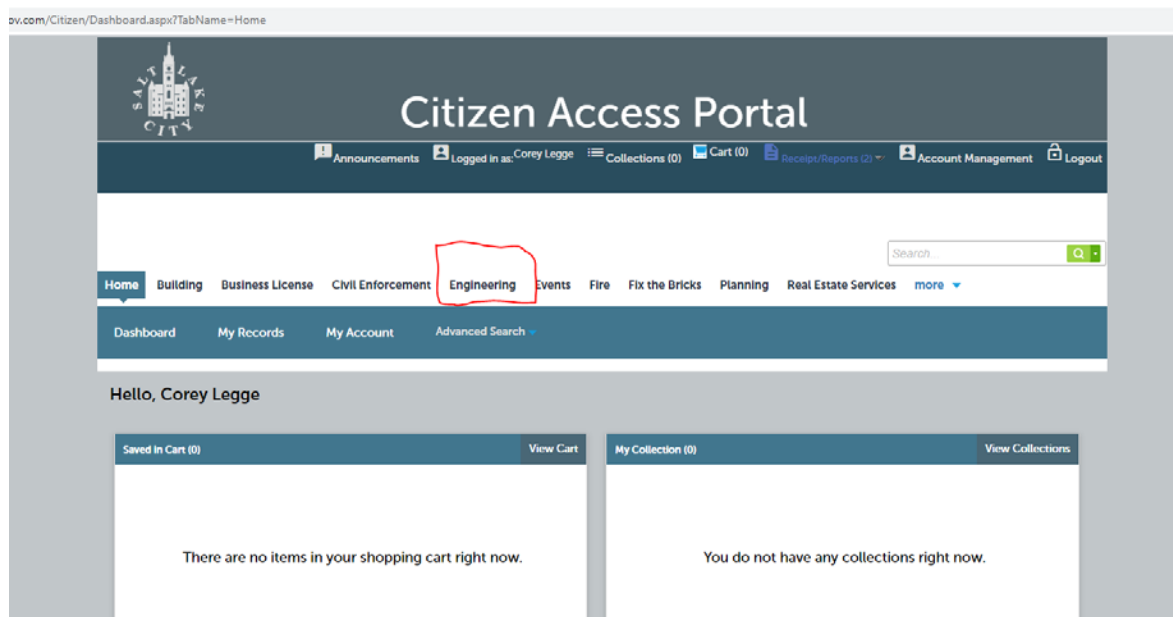 ov.com/Citizen/Dashboard.aspx?TabName=Home
SALT LAKE
CITY
Citizen Access Portal
Announcements Logged in as:Corey Legge Collections (0) Cart (0) Receipt/Reports (2) Account Management Logout
Search...
Home Building Business License Civil Enforcement Engineering Events Fire Fix the Bricks Planning Real Estate Services more
Dashboard My Records My Account Advanced Search
Hello, Corey Legge
Saved in Cart (0) View Cart My Collection (0) View Collections
There are no items in your shopping cart right now. You do not have any collections right now.